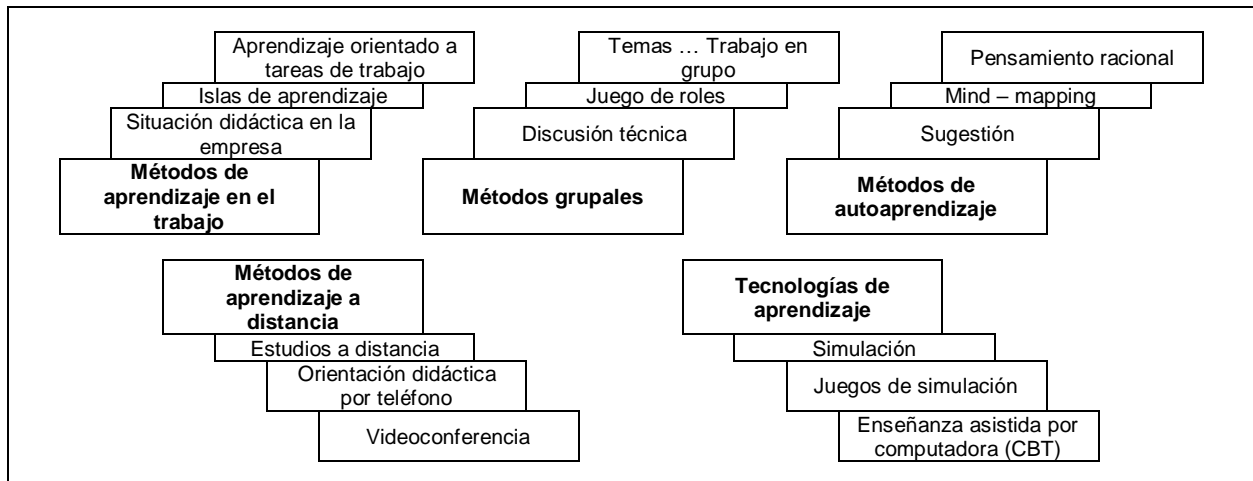 Aprendizaje orientado a
tareas de trabajo
Islas de aprendizaje
Situación didáctica en la
empresa
Métodos de
aprendizaje en el
trabajo
Temas … Trabajo en
grupo
Juego de roles
Discusión técnica
Métodos grupales
Pensamiento racional
Mind – mapping
Sugestión
Métodos de
autoaprendizaje
Métodos de
aprendizaje a
distancia
Estudios a distancia
Orientación didáctica
por teléfono
Videoconferencia
Tecnologías de
aprendizaje
Simulación
Juegos de simulación
Enseñanza asistida por
computadora (CBT)